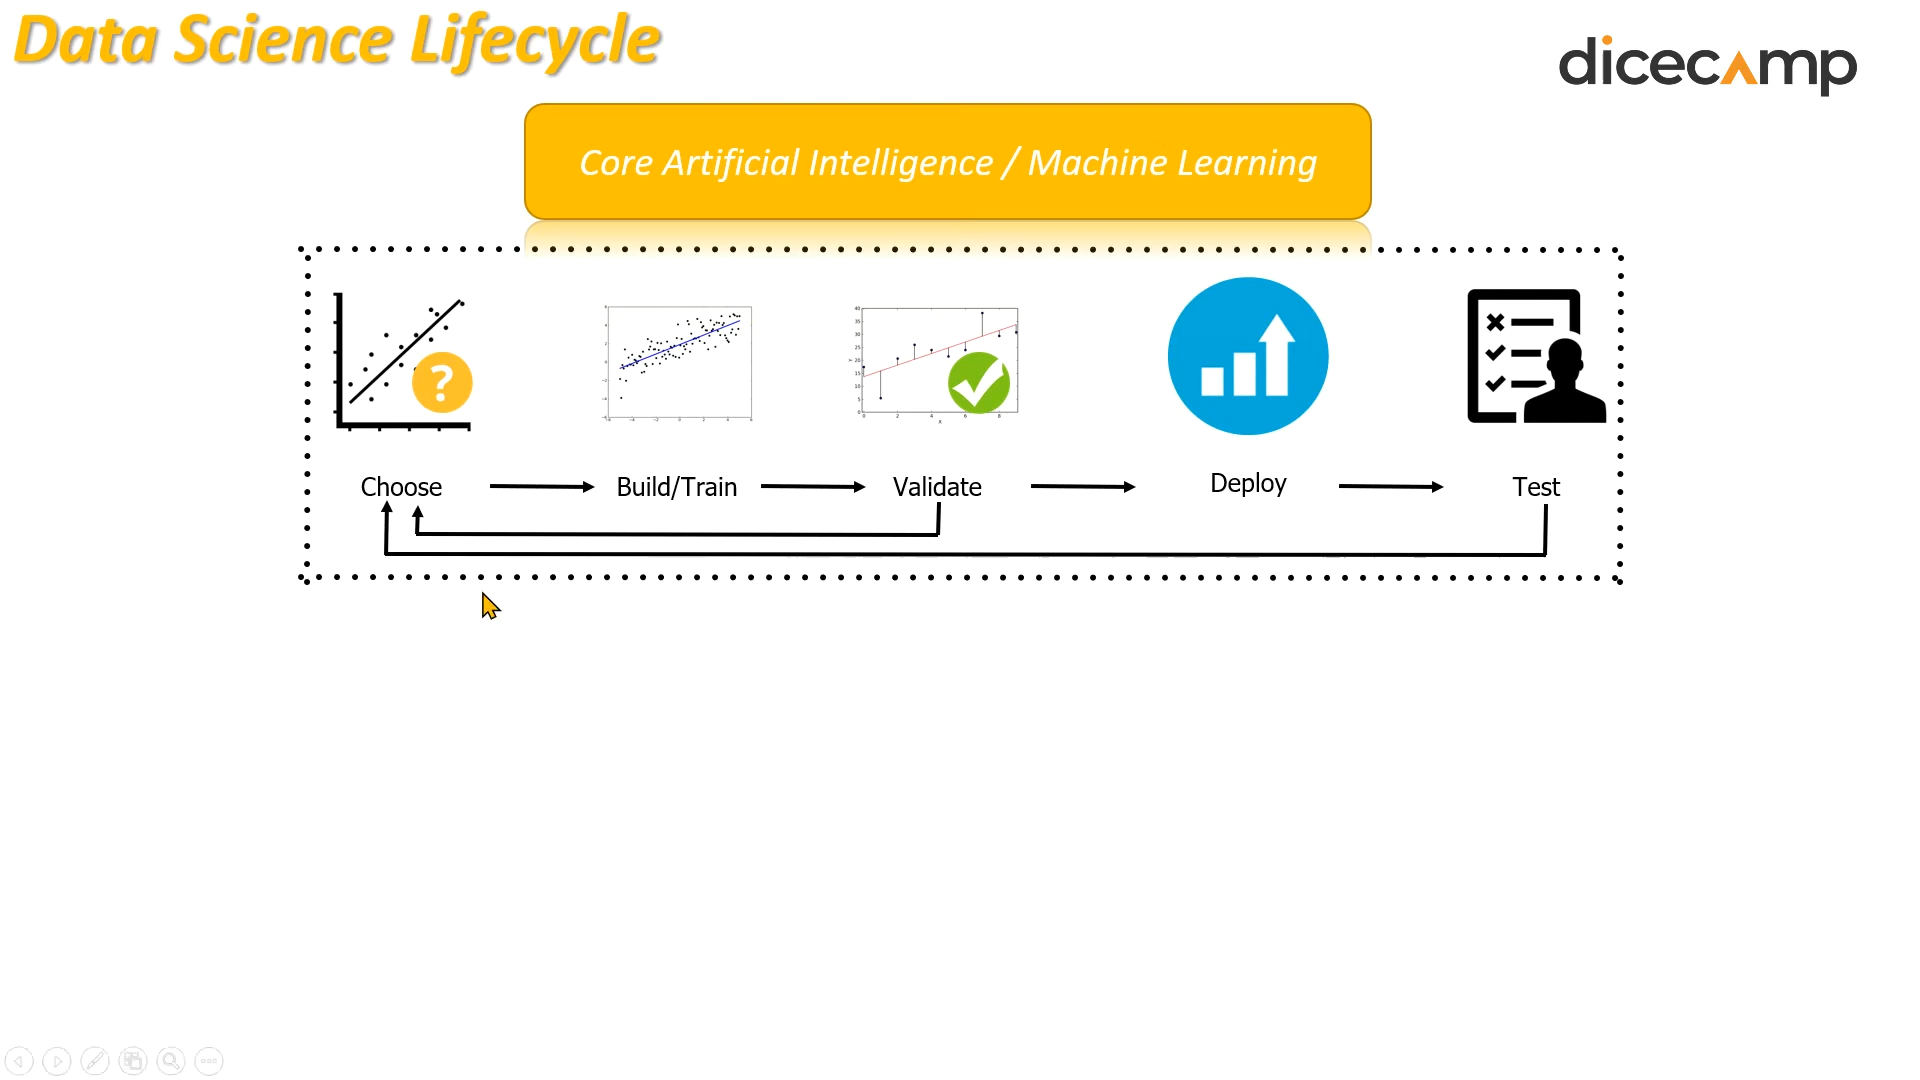 Data Science Lifecycle
dicecamp
Core Artificial Intelligence / Machine Learning
?
Choose
Build/Train
Validate
Deploy
Test